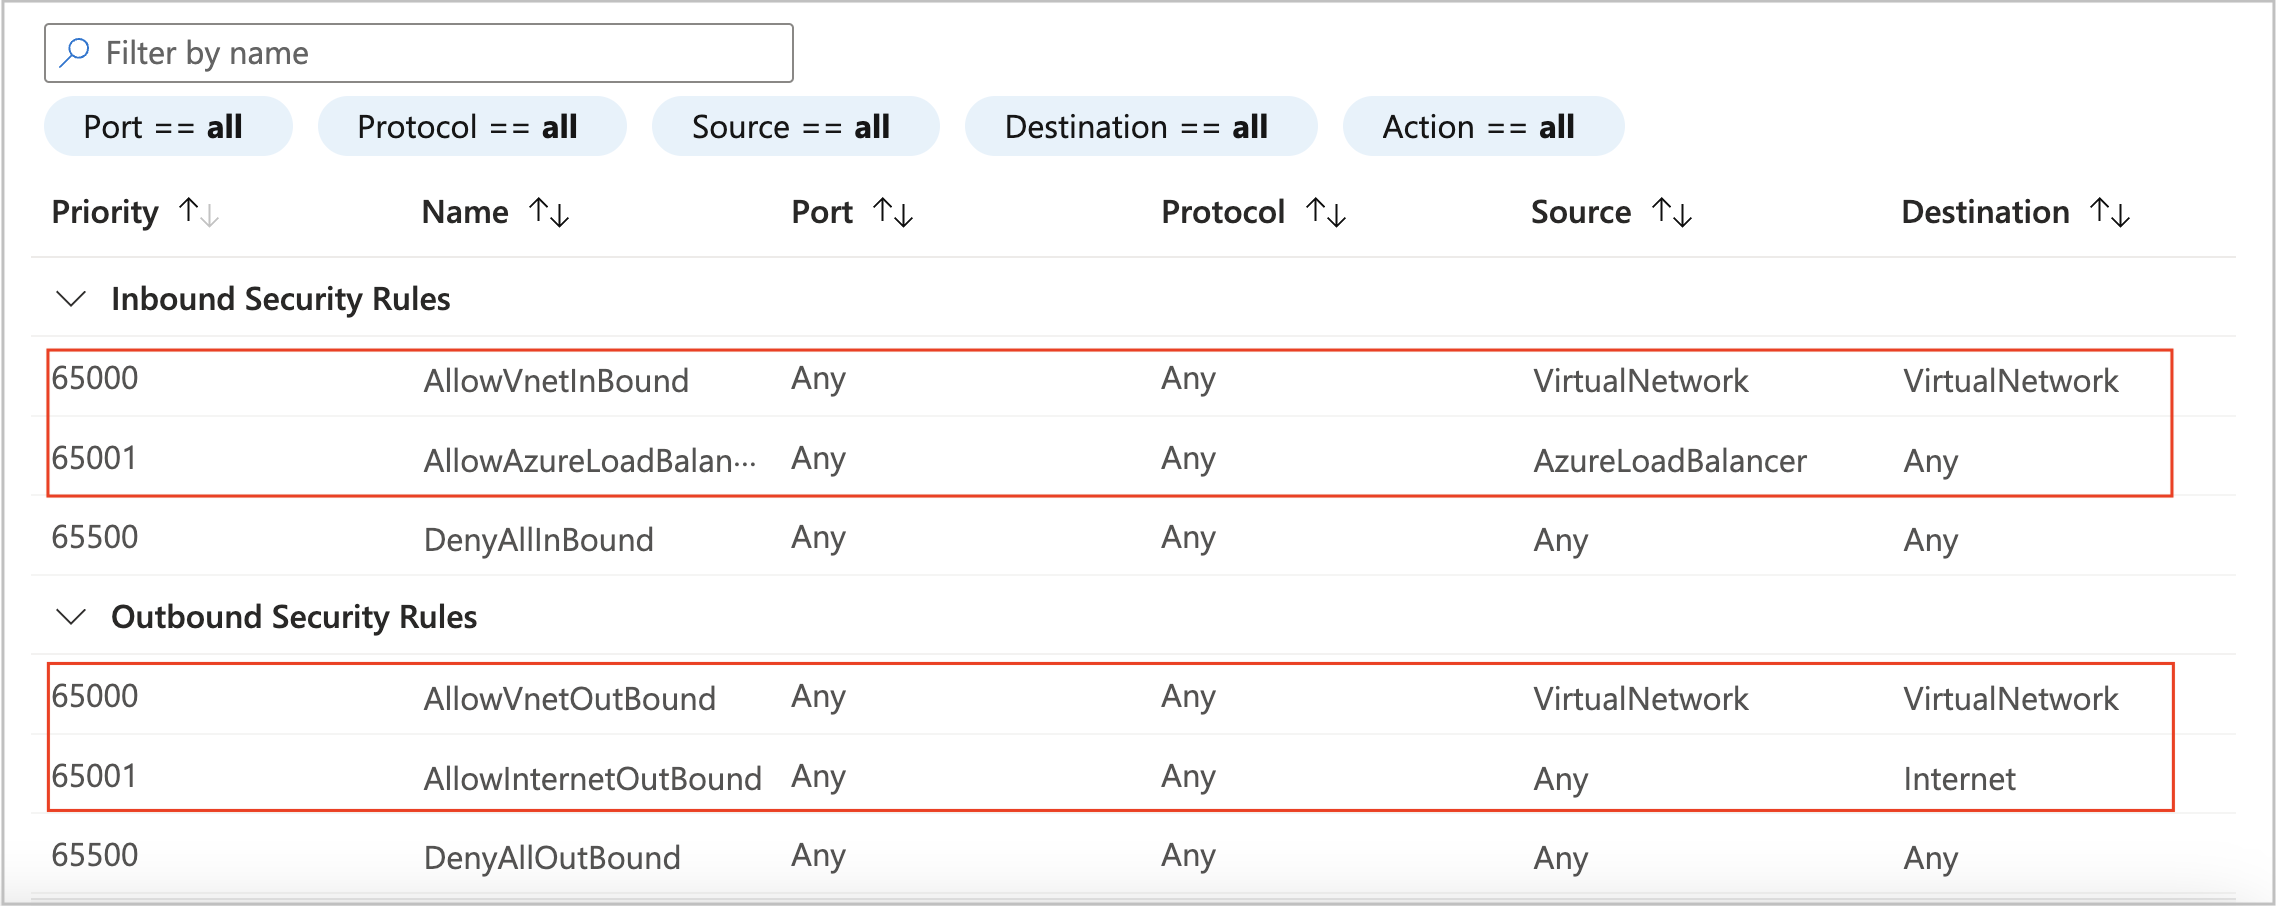 Filter by name
Port == all Protocol == all Source == all Destination == all Action == all
Priority ↑↓ Name ↑↓ Port ↑↓ Protocol ↑↓ Source ↑↓ Destination ↑↓
Inbound Security Rules
65000 AllowVnetInBound Any Any VirtualNetwork VirtualNetwork
65001 AllowAzureLoadBalan··· Any Any AzureLoadBalancer Any
65500 DenyAllInBound Any Any Any Any
Outbound Security Rules
65000 AllowVnetOutBound Any Any VirtualNetwork VirtualNetwork
65001 AllowInternetOutBound Any Any Any Internet
65500 DenyAllOutBound Any Any Any Any